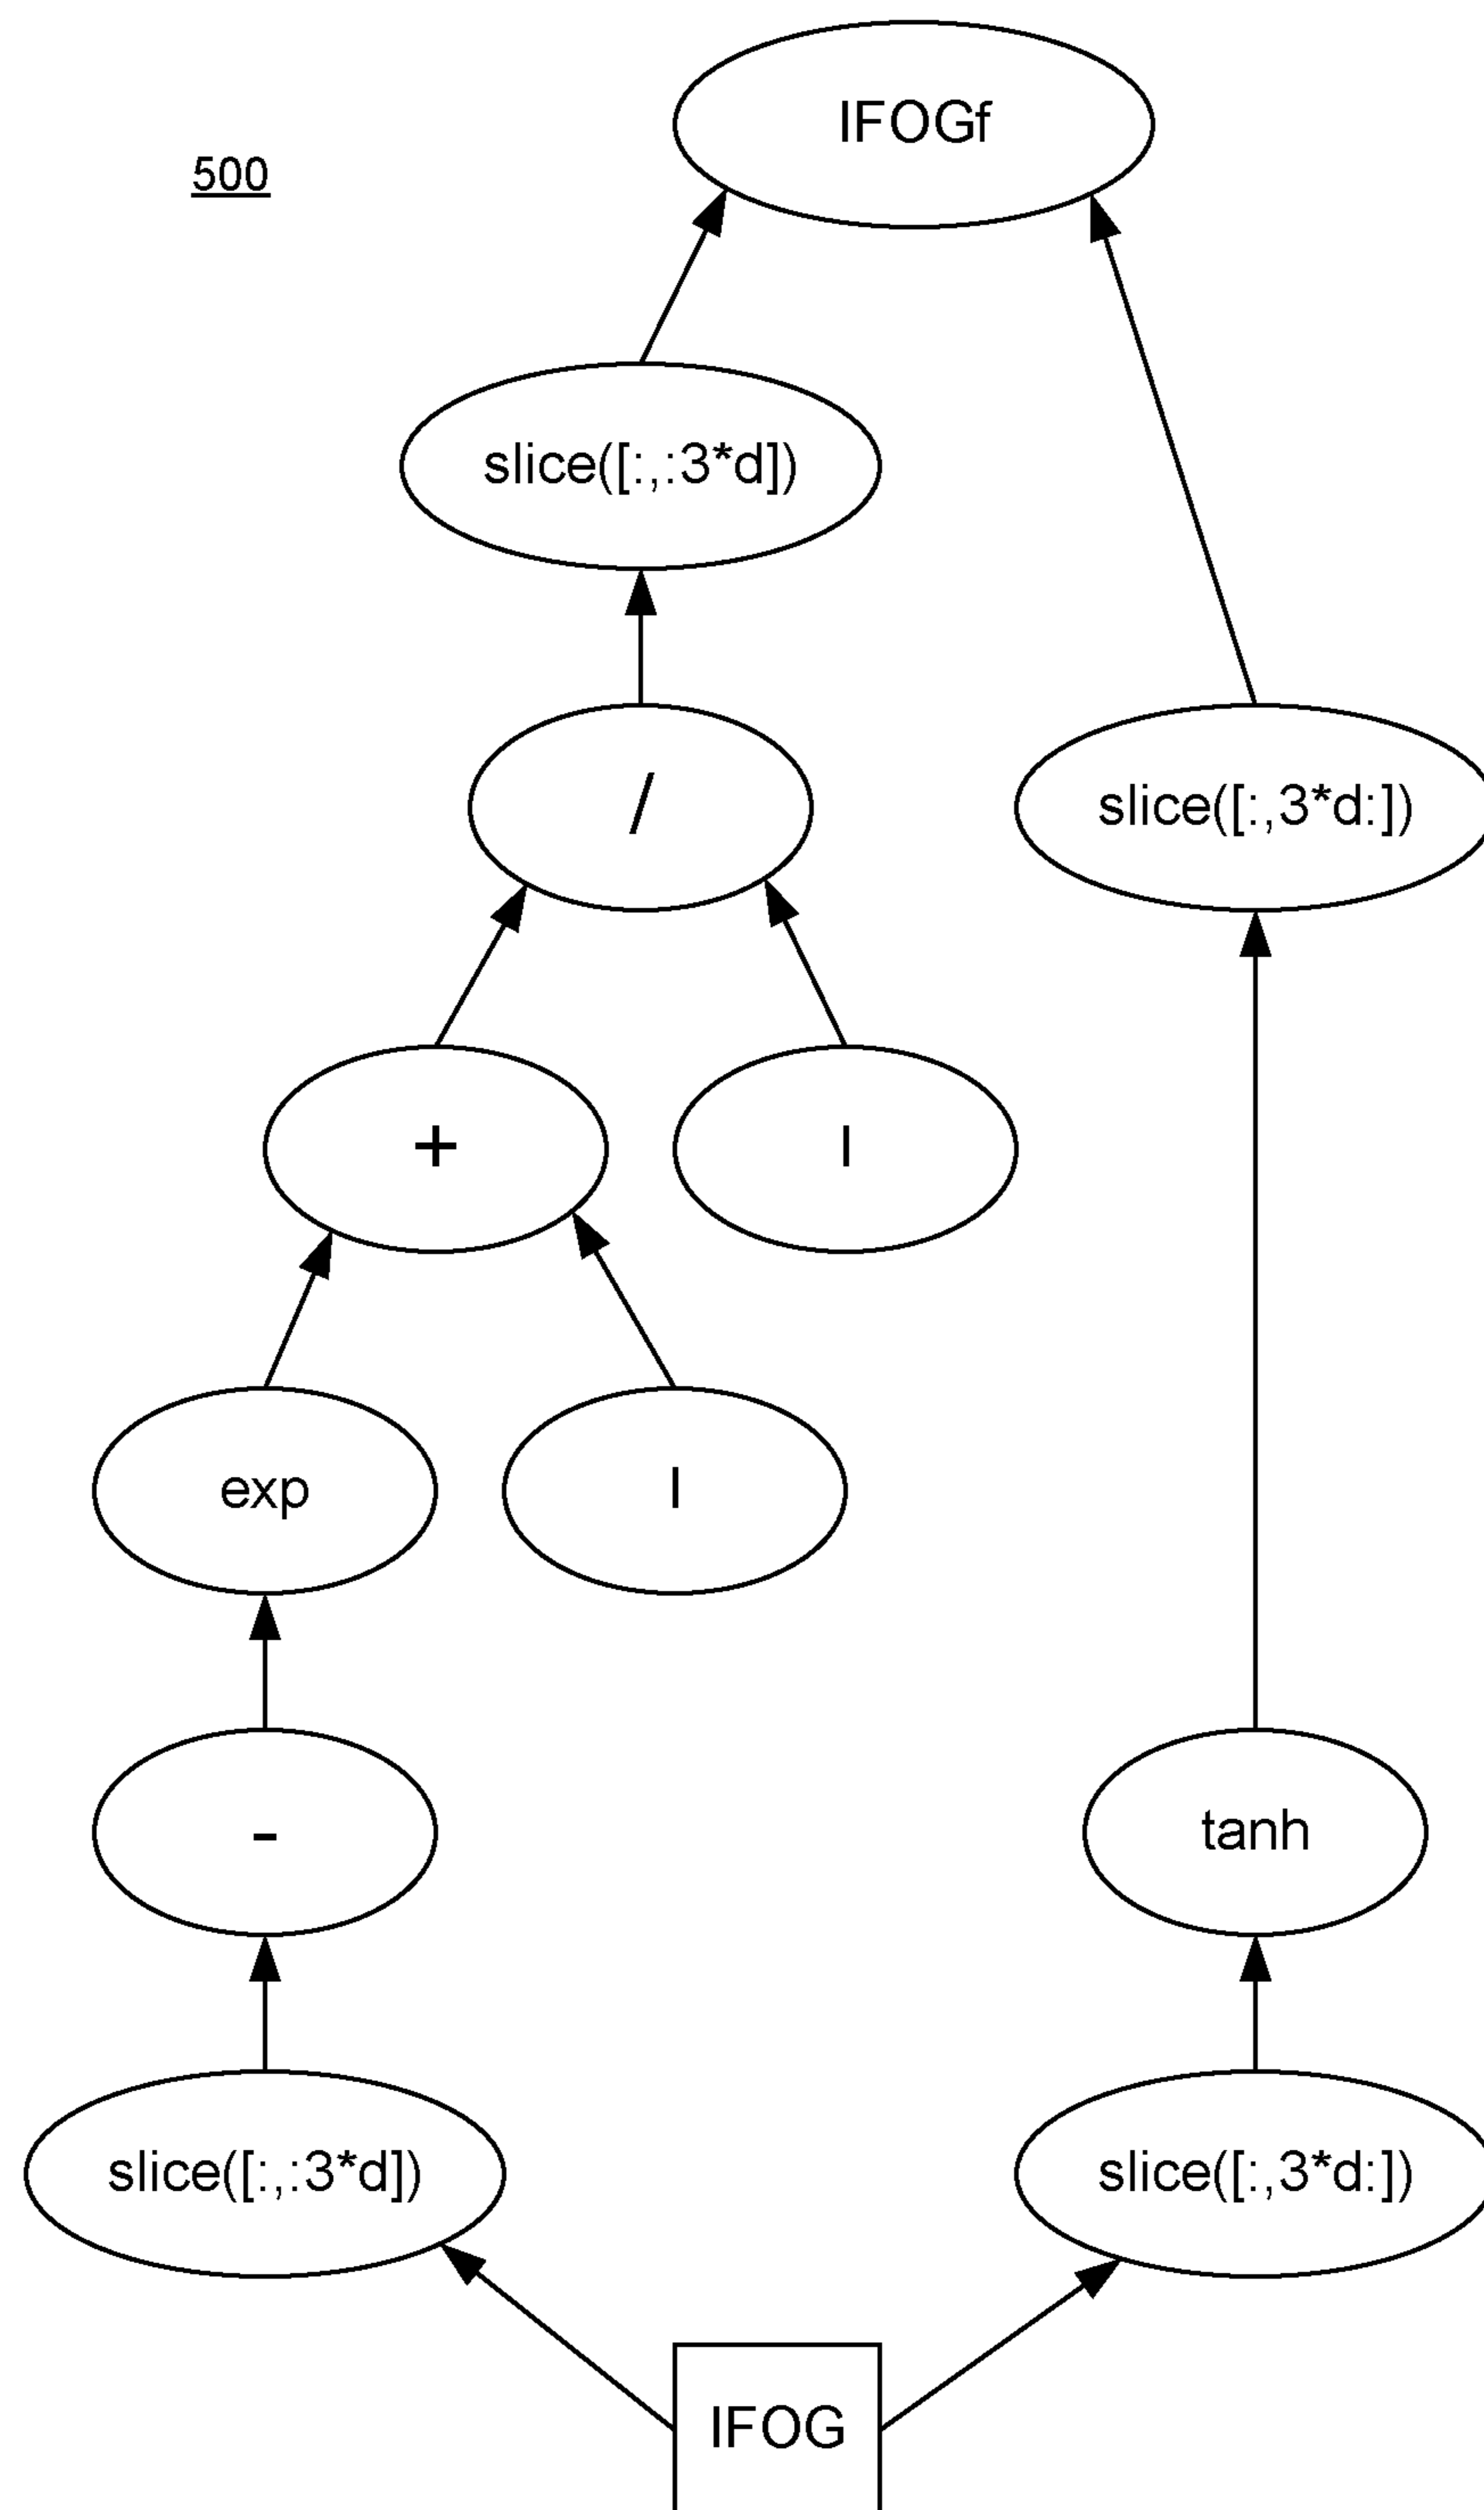 IFOGf
500
slice([:,:3*d])
/
slice([:,3*d:])
+
I
exp
I
-
tanh
slice([:,:3*d])
slice([:,3*d:])
IFOG